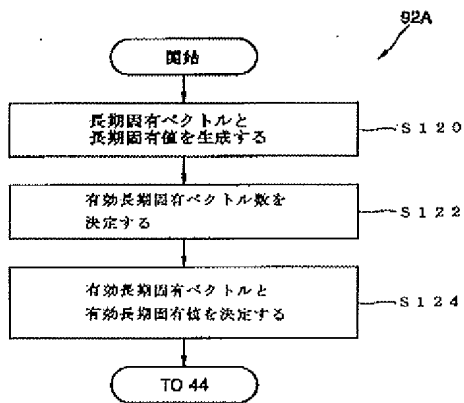 92A
開始
長期固有ベクトルと
長期固有値を生成する
S120
有効長期固有ベクトル数を
決定する
S122
有効長期固有ベクトルと
有効長期固有値を決定する
S124
TO 44